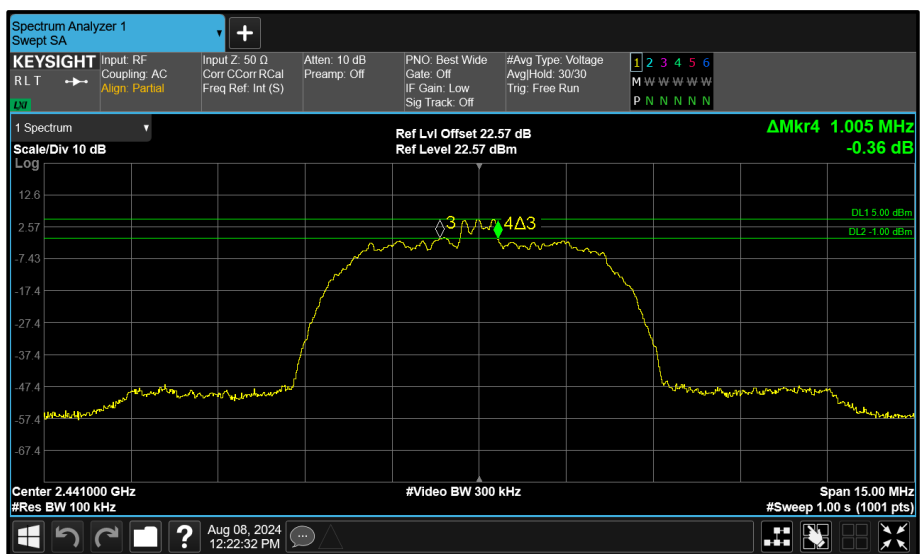 Spectrum Analyzer 1
Swept SA
▼
+
KEYSIGHT
R L T
LXI
Input: RF
Coupling: AC
Align: Partial
Input Z: 50 Ω
Corr CCorr RCal
Freq Ref: Int (S)
Atten: 10 dB
Preamp: Off
PNO: Best Wide
Gate: Off
IF Gain: Low
Sig Track: Off
#Avg Type: Voltage
Avg|Hold: 30/30
Trig: Free Run
1 2 3 4 5 6
M W W W W W
P N N N N N
1 Spectrum
▼
Scale/Div 10 dB
Log
Ref Lvl Offset 22.57 dB
Ref Level 22.57 dBm
ΔMkr4 1.005 MHz
-0.36 dB
12.6
2.57
-7.43
-17.4
-27.4
-37.4
-47.4
-57.4
-67.4
3
4Δ3
DL1 5.00 dBm
DL2 -1.00 dBm
Center 2.441000 GHz
#Res BW 100 kHz
#Video BW 300 kHz
Span 15.00 MHz
#Sweep 1.00 s (1001 pts)
?
Aug 08, 2024
12:22:32 PM